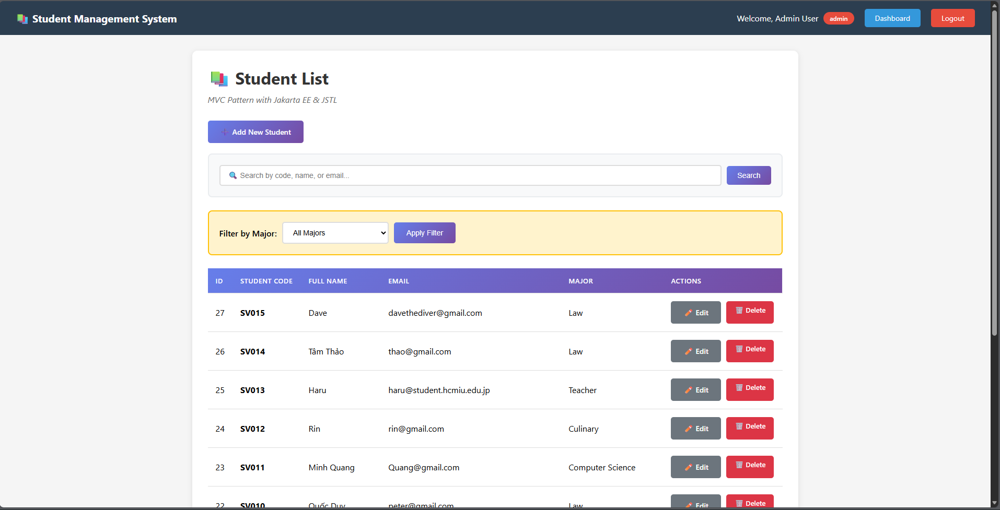 Student Management System
Welcome, Admin User admin Dashboard Logout
Student List
MVC Pattern with Jakarta EE & JSTL
Add New Student
Search by code, name, or email... Search
Filter by Major: All Majors Apply Filter
ID STUDENT CODE FULL NAME EMAIL MAJOR ACTIONS
27 SV015 Dave davethediver@gmail.com Law Edit Delete
26 SV014 Tâm Thảo thao@gmail.com Law Edit Delete
25 SV013 Haru haru@student.hcmiu.edu.jp Teacher Edit Delete
24 SV012 Rin rin@gmail.com Culinary Edit Delete
23 SV011 Minh Quang Quang@gmail.com Computer Science Edit Delete
22 SV010 Quốc Duy peter@gmail.com Law Edit Delete